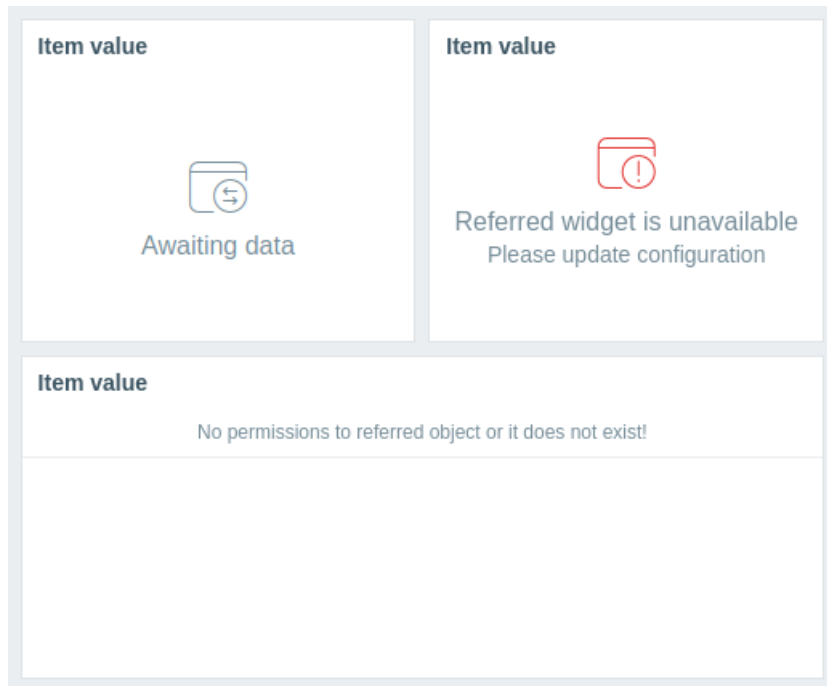 Item value
Awaiting data
Item value
Referred widget is unavailable
Please update configuration
Item value
No permissions to referred object or it does not exist!